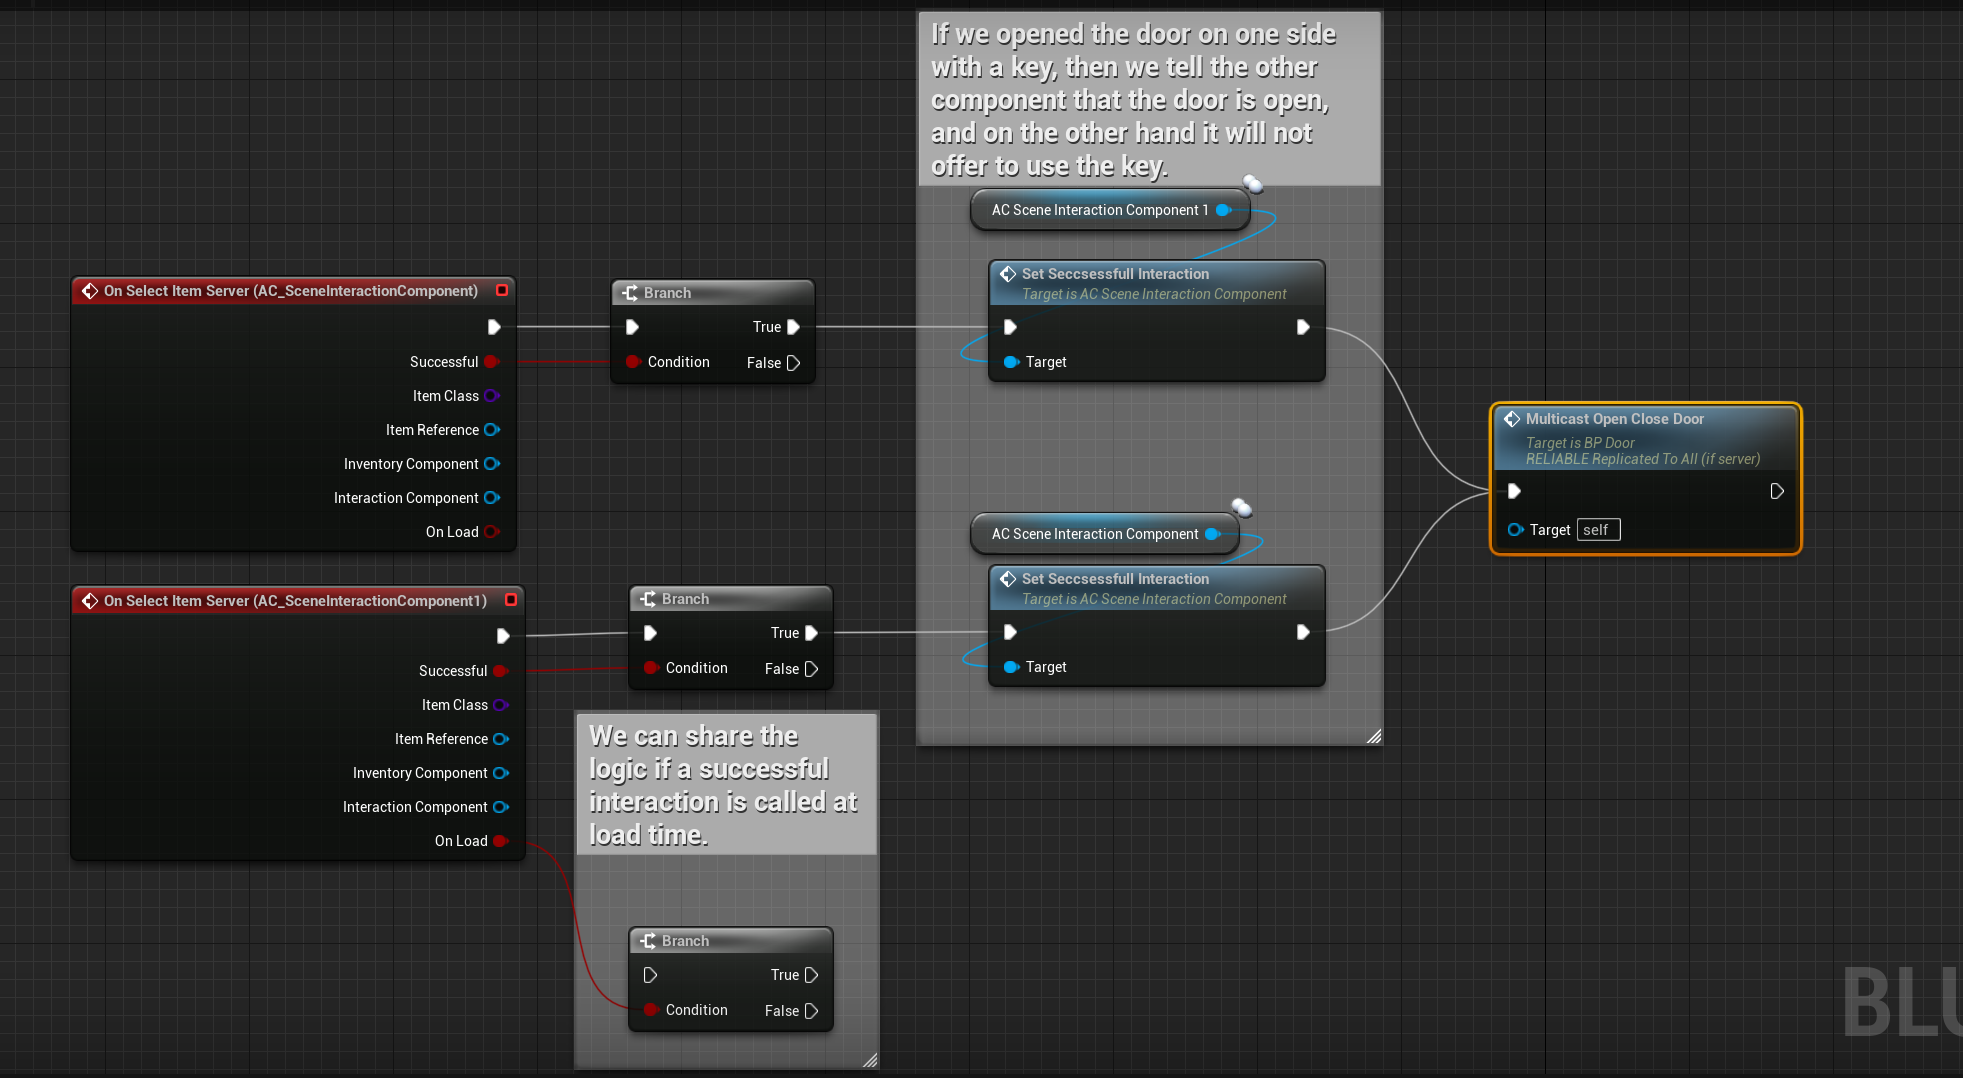 If we opened the door on one side
with a key, then we tell the other
component that the door is open,
and on the other hand it will not
offer to use the key.
AC Scene Interaction Component 1
On Select Item Server (AC_SceneInteractionComponent)
Successful
Item Class
Item Reference
Inventory Component
Interaction Component
On Load
Branch
True
Condition
False
Set Seccsessfull Interaction
Target is AC Scene Interaction Component
Target
Multicast Open Close Door
Target is BP Door
RELIABLE Replicated To All (if server)
Target self
AC Scene Interaction Component
On Select Item Server (AC_SceneInteractionComponent1)
Successful
Item Class
Item Reference
Inventory Component
Interaction Component
On Load
Branch
True
Condition
False
Set Seccsessfull Interaction
Target is AC Scene Interaction Component
Target
We can share the
logic if a successful
interaction is called at
load time.
Branch
True
Condition
False